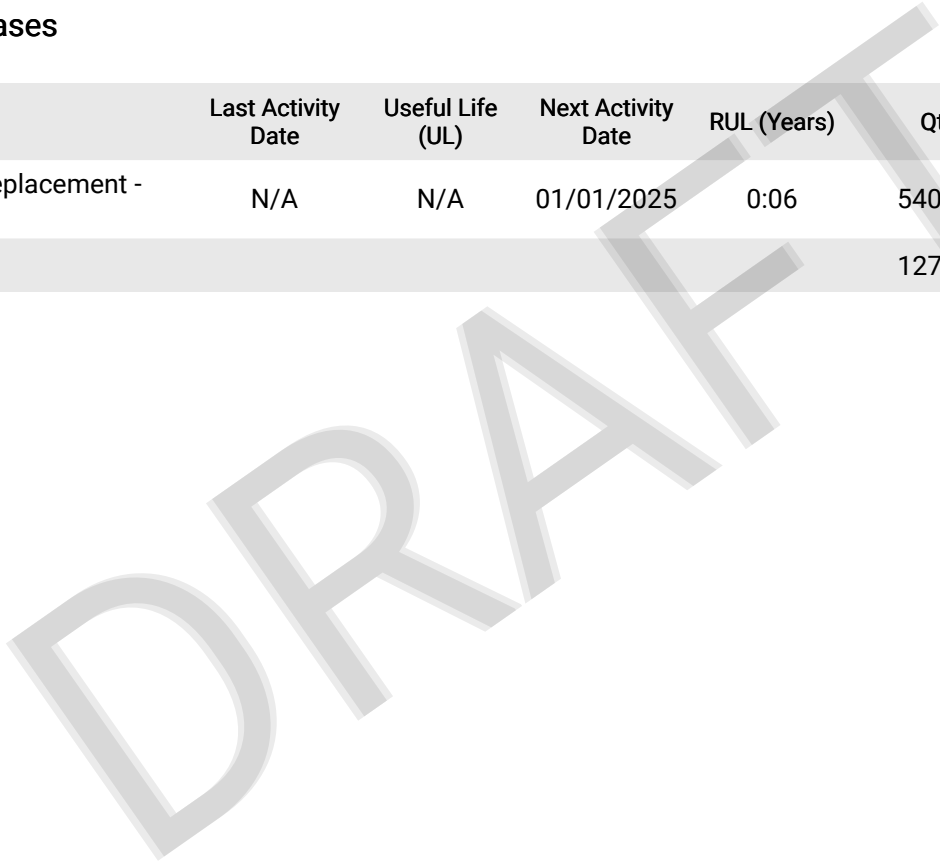 ases
Last Activity Date Useful Life (UL) Next Activity Date RUL (Years) Qt
eplacement - N/A N/A 01/01/2025 0:06 540
127
DRAFT